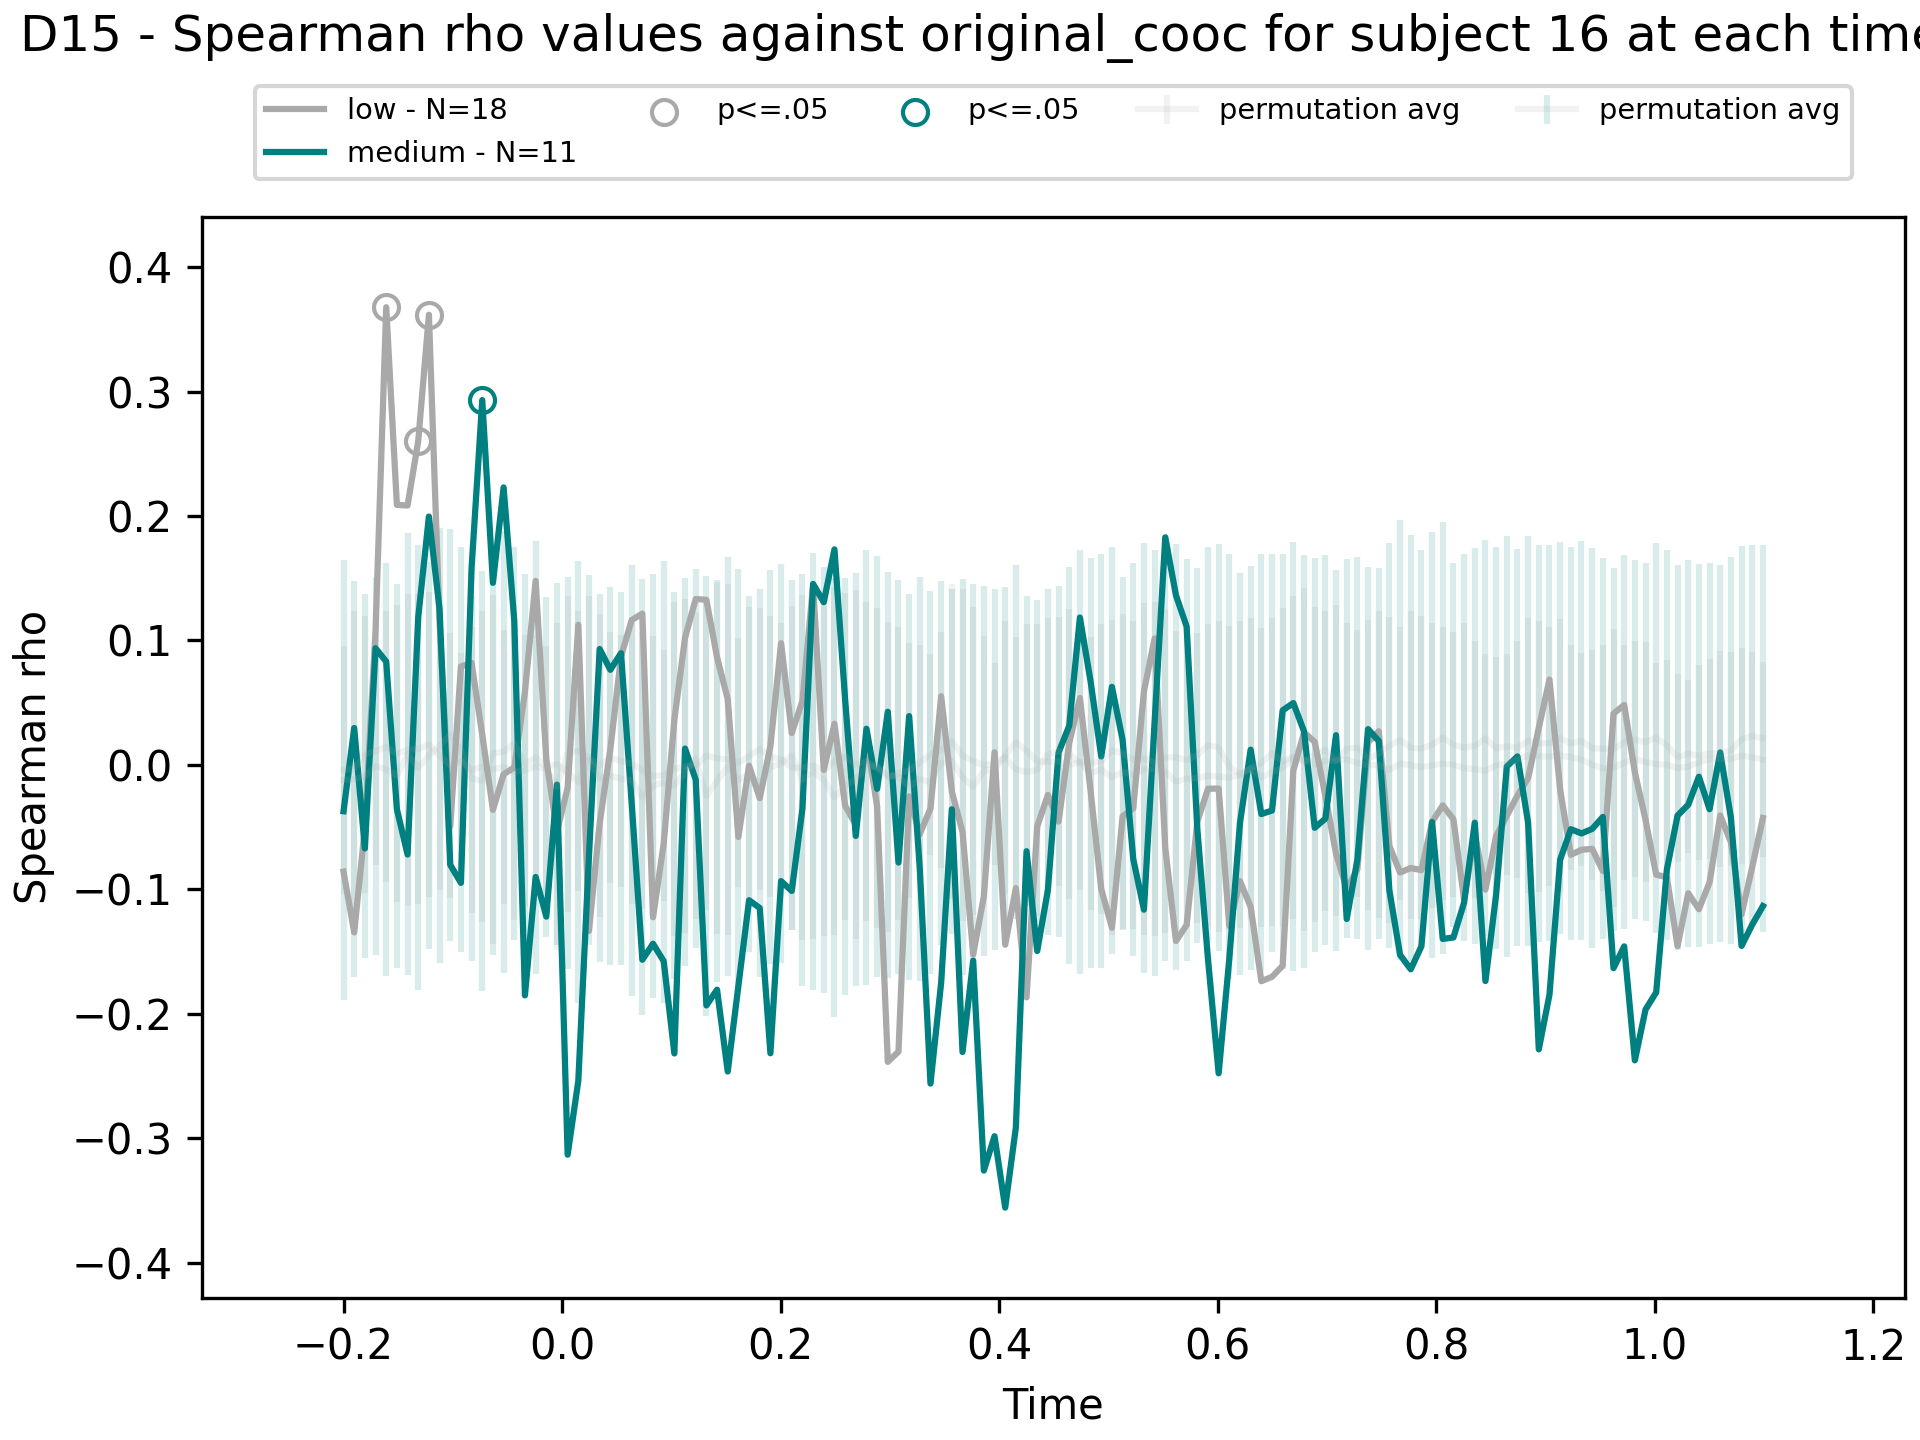 D15 - Spearman rho values against original_cooc for subject 16 at each time
low - N=18
medium - N=11
p<=.05
p<=.05
permutation avg
permutation avg
Spearman rho
0.4
0.3
0.2
0.1
0.0
−0.1
−0.2
−0.3
−0.4
−0.2 0.0 0.2 0.4 0.6 0.8 1.0 1.2
Time